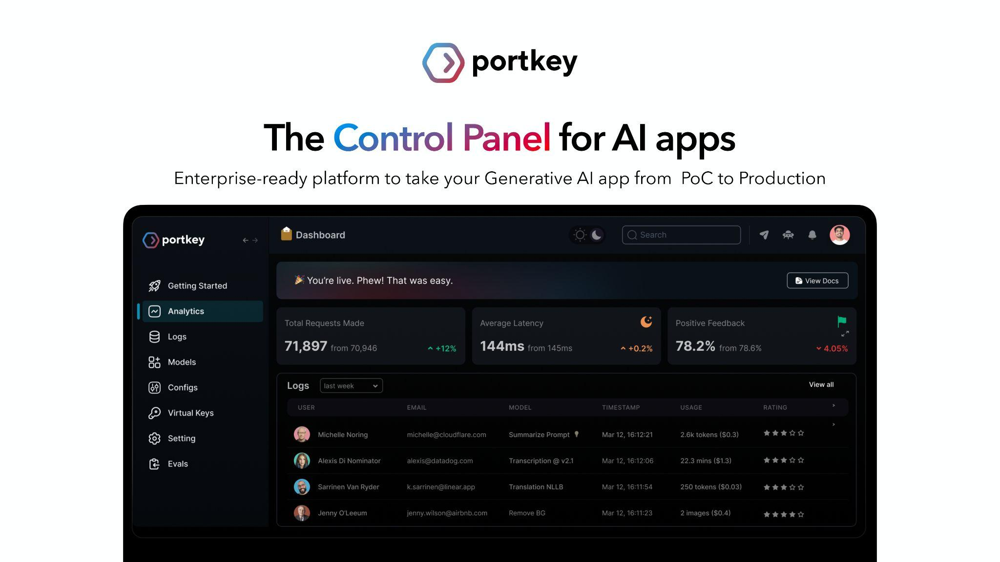 portkey
The Control Panel for AI apps
Enterprise-ready platform to take your Generative AI app from PoC to Production
portkey
Getting Started
Analytics
Logs
Models
Configs
Virtual Keys
Setting
Evals
Dashboard
Search
You’re live. Phew! That was easy.
View Docs
Total Requests Made
71,897 from 70,946 +12%
Average Latency
144ms from 145ms +0.2%
Positive Feedback
78.2% from 78.6% 4.05%
Logs last week View all
USER EMAIL MODEL TIMESTAMP USAGE RATING
Michelle Noring michelle@cloudflare.com Summarize Prompt Mar 12, 16:12:21 2.6k tokens ($0.3)
Alexis Di Nominator alexis@datadog.com Transcription @ v2.1 Mar 12, 16:12:06 22.3 mins ($1.3)
Sarrinen Van Ryder k.sarrinen@linear.app Translation NLLB Mar 12, 16:11:54 250 tokens ($0.03)
Jenny O’Leeum jenny.wilson@airbnb.com Remove BG Mar 12, 16:11:23 2 images ($0.4)